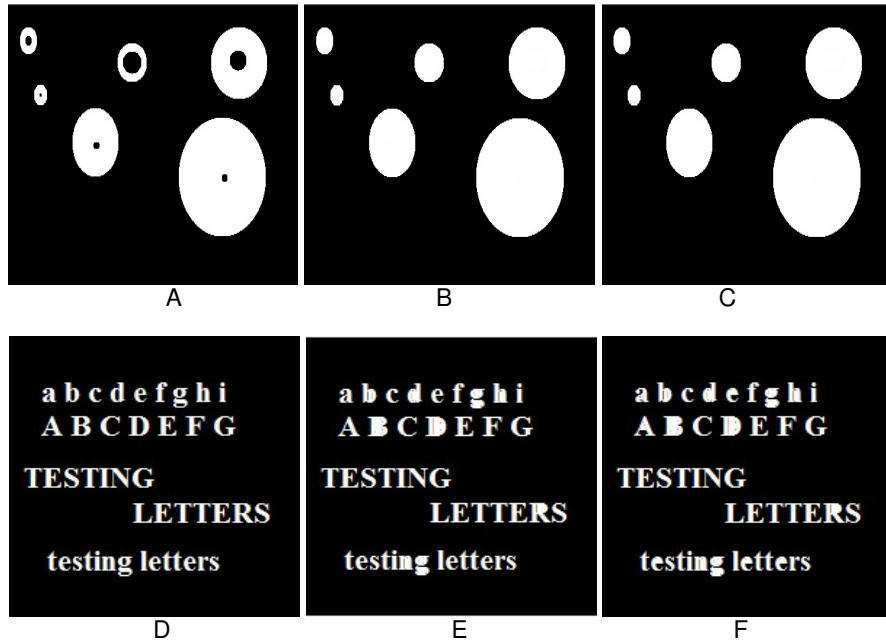 A
B
C
a b c d e f g h i
A B C D E F G
TESTING
LETTERS
testing letters
D
a b c d e f g h i
A B C D E F G
TESTING
LETTERS
testing letters
E
a b c d e f g h i
A B C D E F G
TESTING
LETTERS
testing letters
F